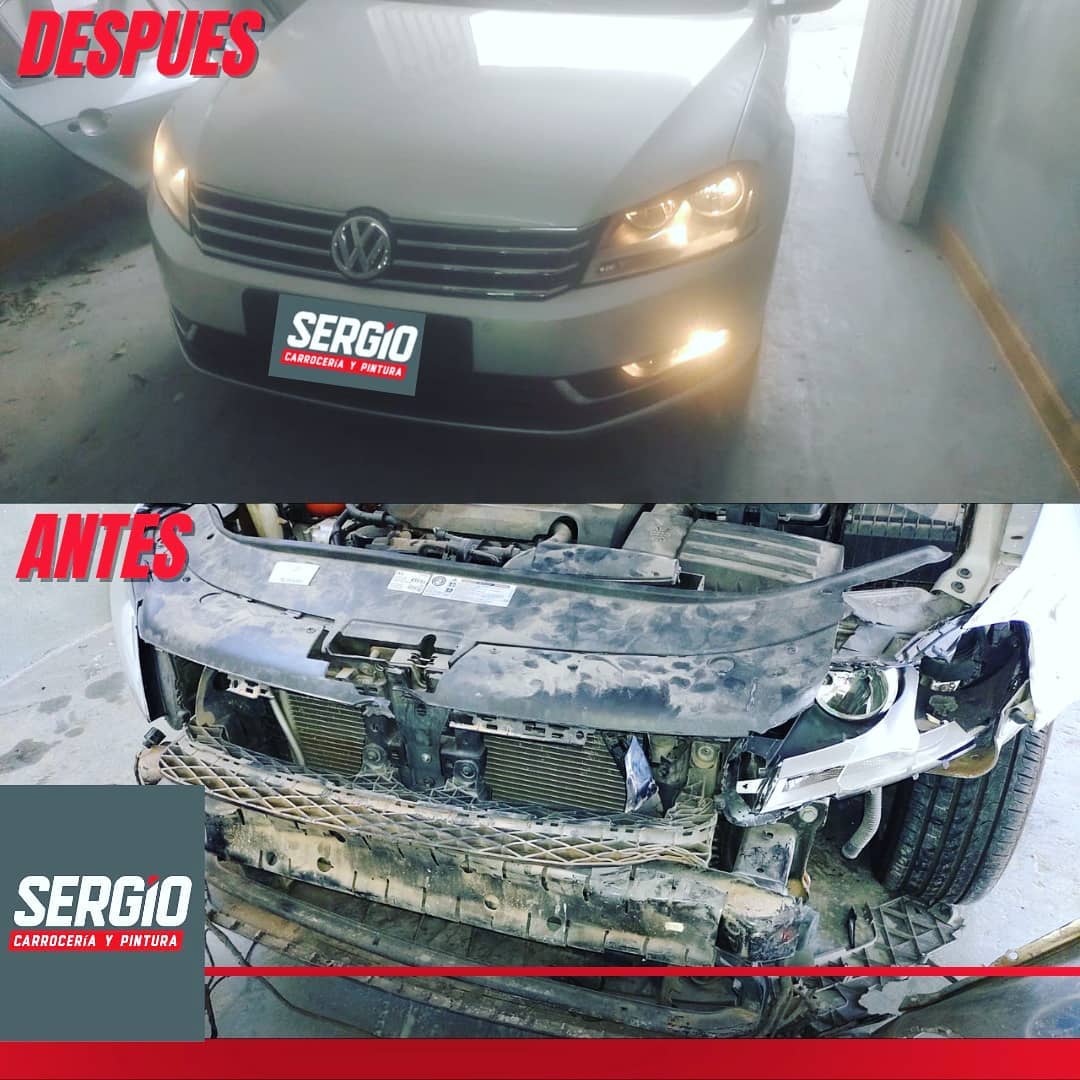 DESPUES
SERGIO
CARROCERÍA Y PINTURA
ANTES
SERGIO
CARROCERÍA Y PINTURA